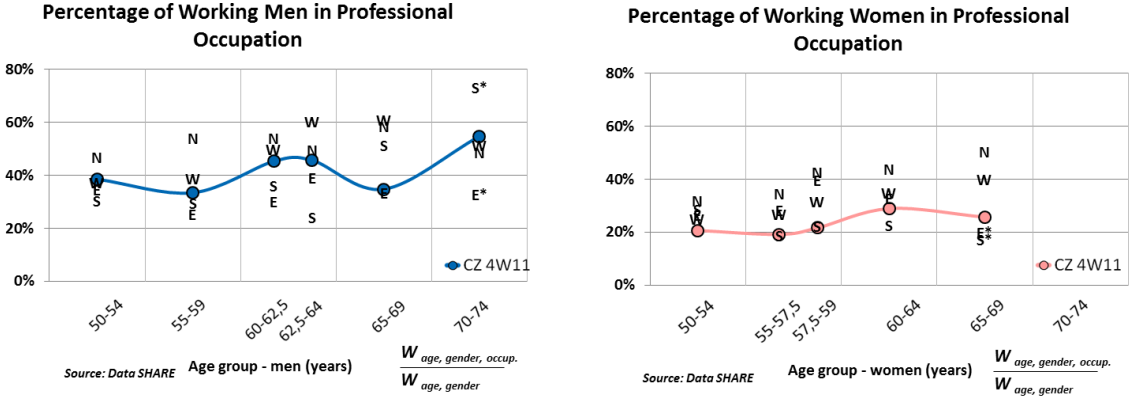 Percentage of Working Men in Professional
Occupation
80%
60%
40%
20%
0%
N
W
E
S
N
W
S
E
N
W
S
E
W
N
E
S
W
N
S
E
S*
W
N
E*
CZ 4W11
50-54
55-59
60-62,5
62,5-64
65-69
70-74
Source: Data SHARE
Age group - men (years)
W age, gender, occup.
W age, gender
Percentage of Working Women in Professional
Occupation
80%
60%
40%
20%
0%
N
S
W
N
E
W
S
N
E
W
S
N
W
E
S
N
W
E*
S*
CZ 4W11
50-54
55-57,5
57,5-59
60-64
65-69
70-74
Source: Data SHARE
Age group - women (years)
W age, gender, occup.
W age, gender